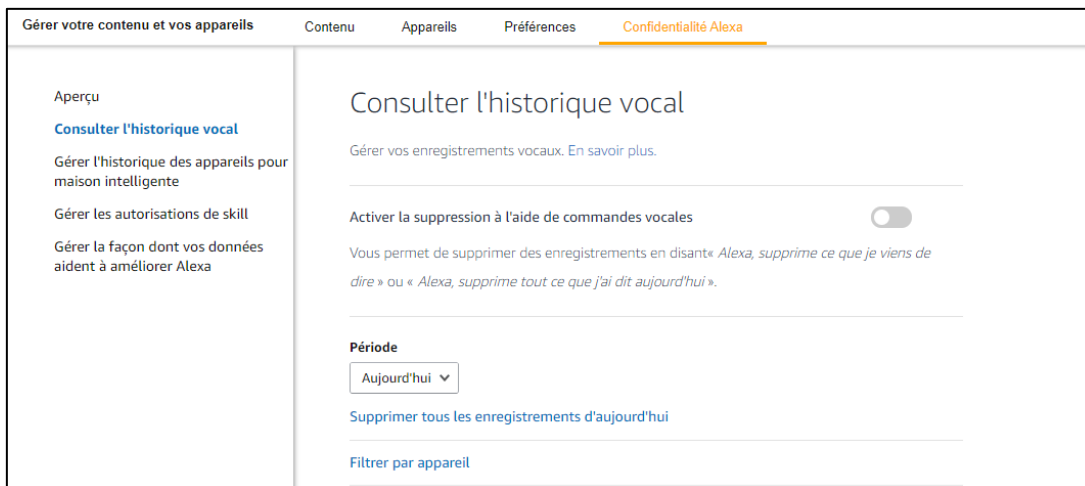 Gérer votre contenu et vos appareils Contenu Appareils Préférences Confidentialité Alexa
Aperçu
Consulter l'historique vocal
Gérer l'historique des appareils pour
maison intelligente
Gérer les autorisations de skill
Gérer la façon dont vos données
aident à améliorer Alexa
Consulter l'historique vocal
Gérer vos enregistrements vocaux. En savoir plus.
Activer la suppression à l'aide de commandes vocales
Vous permet de supprimer des enregistrements en disant« Alexa, supprime ce que je viens de
dire » ou « Alexa, supprime tout ce que j'ai dit aujourd'hui ».
Période
Aujourd'hui
Supprimer tous les enregistrements d'aujourd'hui
Filtrer par appareil